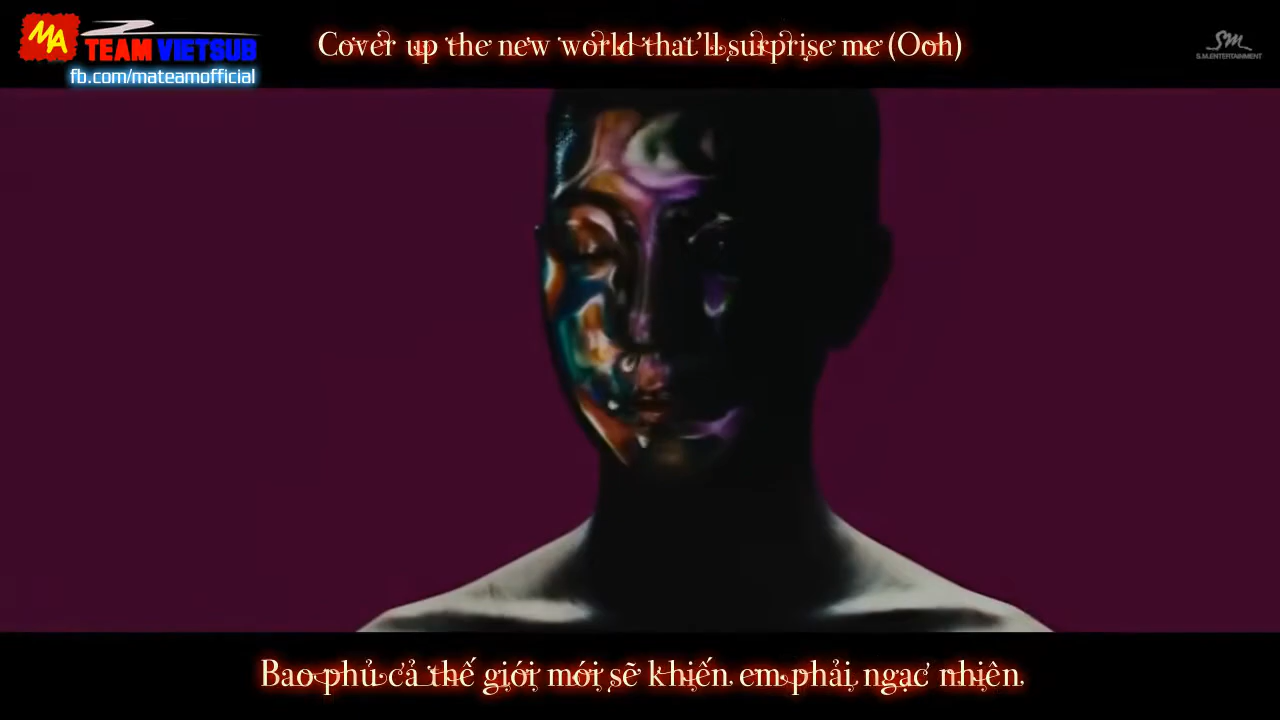 MA
TEAM VIETSUB
fb.com/mateamofficial
Cover up the new world that'll surprise me (Ooh)
SM
S.M.ENTERTAINMENT
Bao phủ cả thế giới mới sẽ khiến em phải ngạc nhiên.